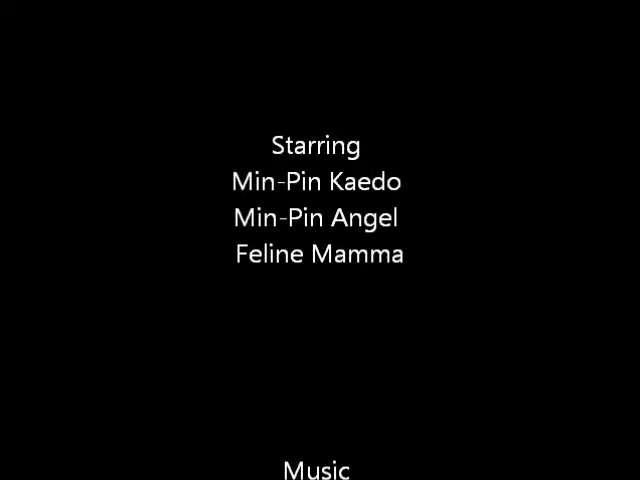 Starring
Min-Pin Kaedo
Min-Pin Angel
Feline Mamma
Music